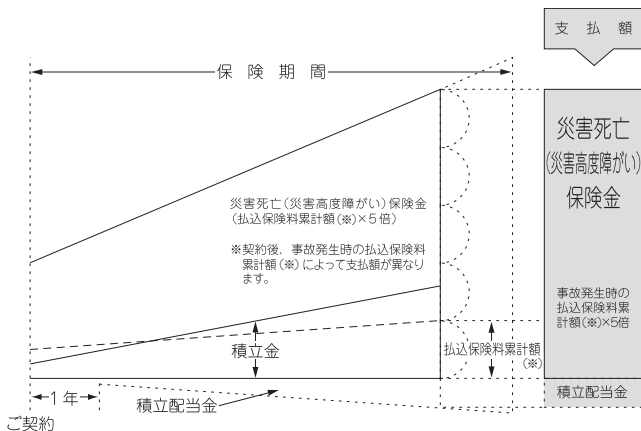 支払額
保険期間
災害死亡
(災害高度障がい)
保険金
災害死亡(災害高度障がい)保険金
(払込保険料累計額(※)×5倍)
※契約後、事故発生時の払込保険料
累計額(※)によって支払額が異なり
ます。
事故発生時の
払込保険料累
計額(※)×5倍
積立金
払込保険料累計額
(※)
1年
積立配当金
積立配当金
ご契約